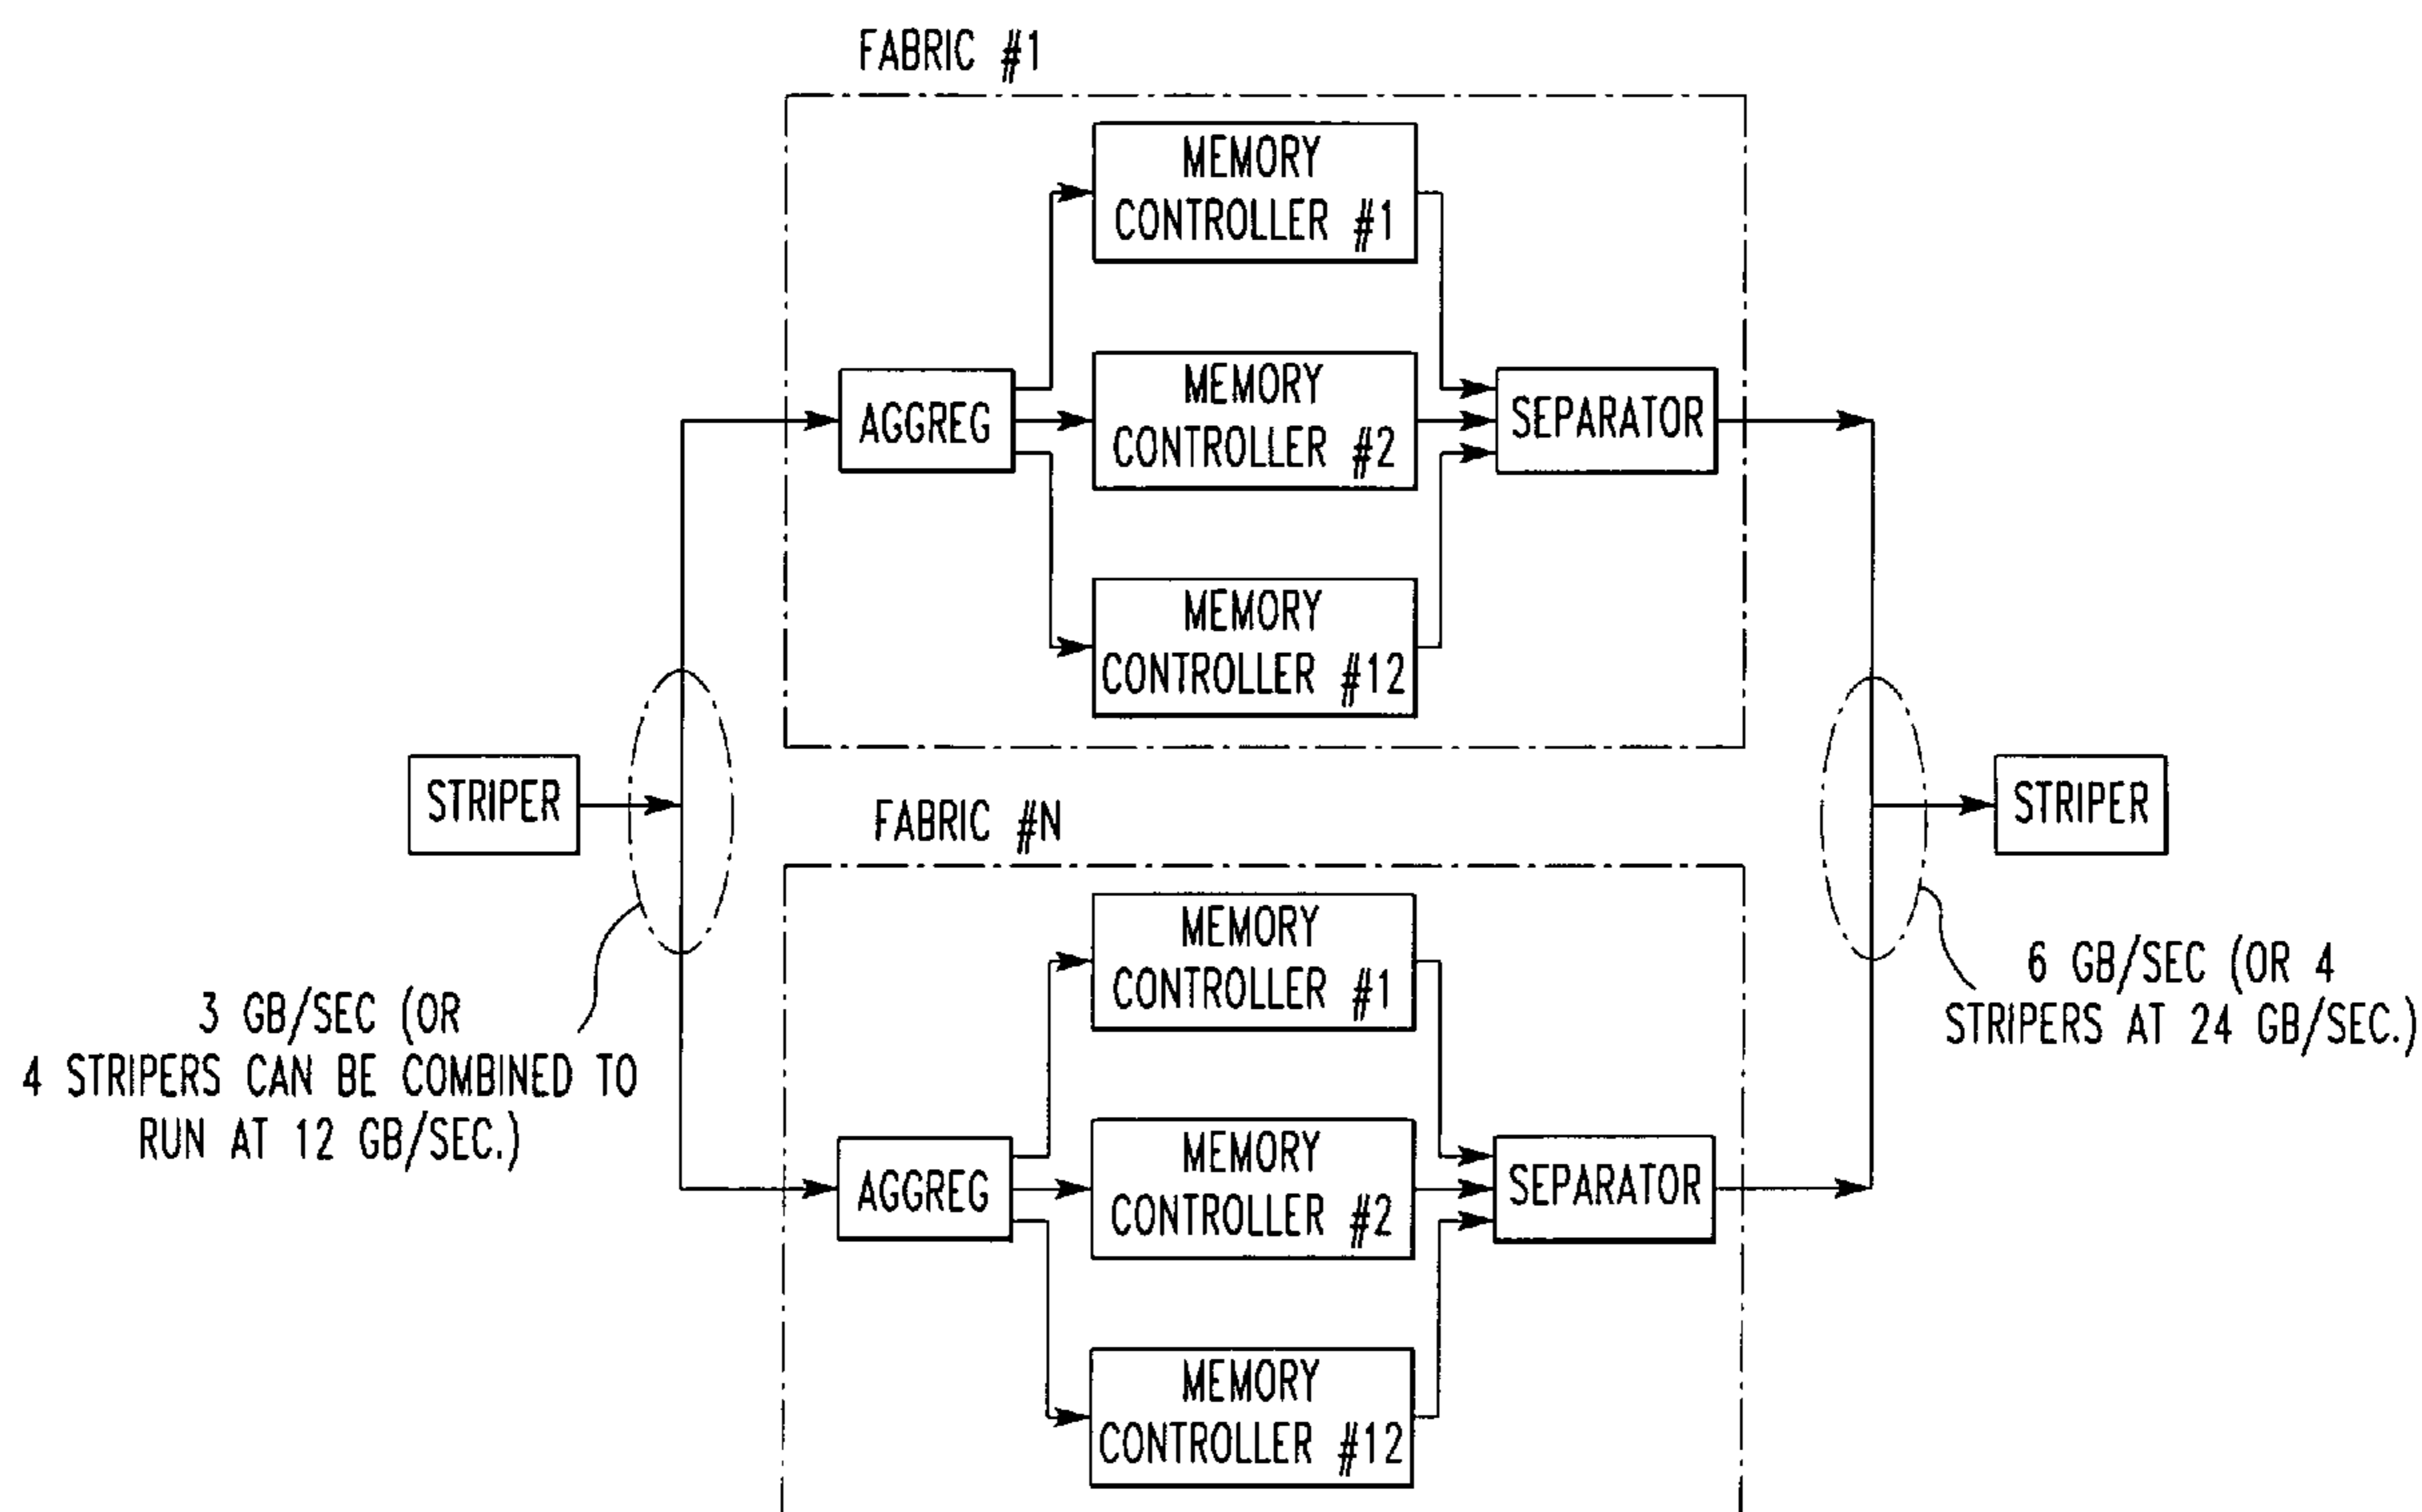 FABRIC #1
MEMORY
CONTROLLER #1
AGGREG
MEMORY
CONTROLLER #2
SEPARATOR
MEMORY
CONTROLLER #12
STRIPER
STRIPER
3 GB/SEC (OR
4 STRIPERS CAN BE COMBINED TO
RUN AT 12 GB/SEC.)
6 GB/SEC (OR 4
STRIPERS AT 24 GB/SEC.)
FABRIC #N
MEMORY
CONTROLLER #1
AGGREG
MEMORY
CONTROLLER #2
SEPARATOR
MEMORY
CONTROLLER #12